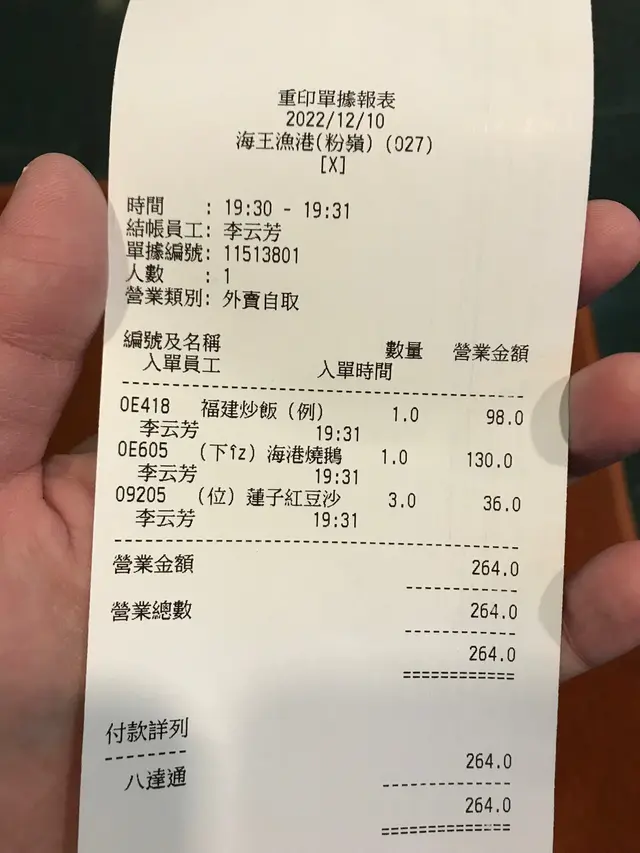 重印單據報表
2022/12/10
海王漁港(粉嶺) (027)
[X]
時間 : 19:30 - 19:31
結帳員工: 李云芳
單據編號: 11513801
人數 : 1
營業類別: 外賣自取
編號及名稱 數量 營業金額
入單員工 入單時間
0E418 福建炒飯 (例) 1.0 98.0
李云芳 19:31
0E605 (下îz) 海港燒鵝 1.0 130.0
李云芳 19:31
09205 (位) 蓮子紅豆沙 3.0 36.0
李云芳 19:31
營業金額 264.0
營業總數 264.0
264.0
付款詳列
八達通 264.0
264.0